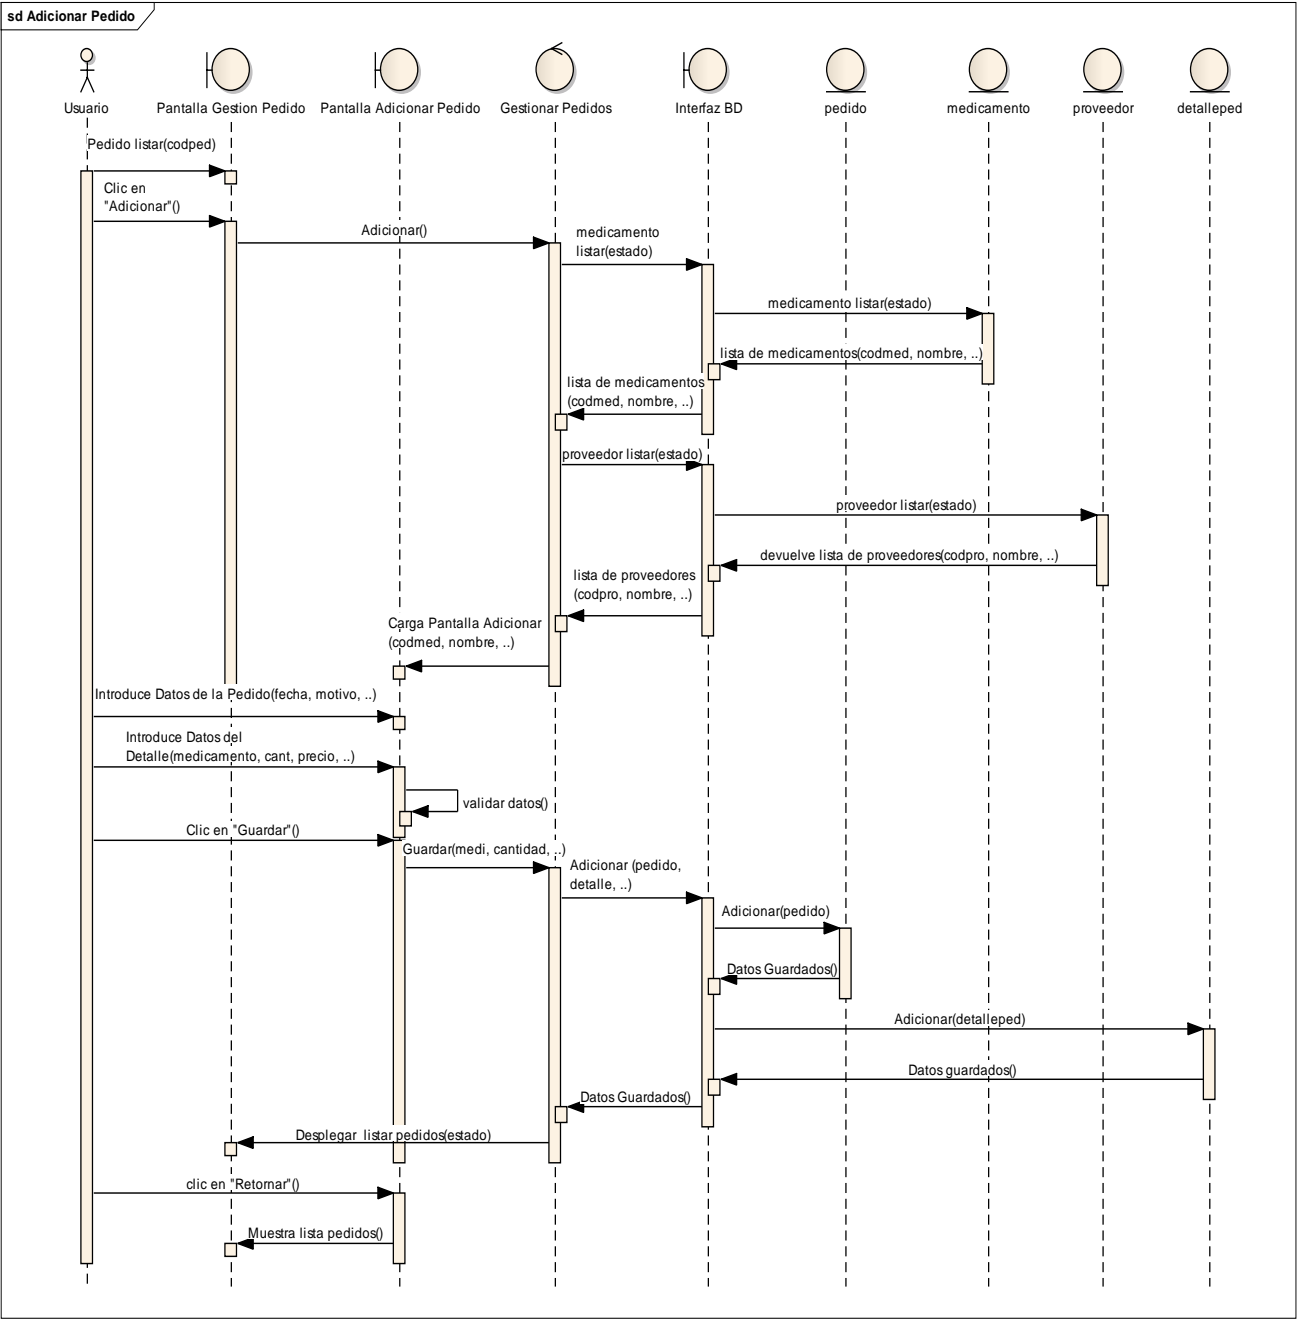 sd Adicionar Pedido
Usuario
Pantalla Gestion Pedido
Pantalla Adicionar Pedido
Gestionar Pedidos
Interfaz BD
pedido
medicamento
proveedor
detalleped
Pedido listar(codped)
Clic en
"Adicionar"()
Adicionar()
medicamento
listar(estado)
medicamento listar(estado)
lista de medicamentos(codmed, nombre, ..)
lista de medicamentos
(codmed, nombre, ..)
proveedor listar(estado)
proveedor listar(estado)
devuelve lista de proveedores(codpro, nombre, ..)
lista de proveedores
(codpro, nombre, ..)
Carga Pantalla Adicionar
(codmed, nombre, ..)
Introduce Datos de la Pedido(fecha, motivo, ..)
Introduce Datos del
Detalle(medicamento, cant, precio, ..)
validar datos()
Clic en "Guardar"()
Guardar(medi, cantidad, ..)
Adicionar (pedido,
detalle, ..)
Adicionar(pedido)
Datos Guardados()
Adicionar(detalleped)
Datos guardados()
Datos Guardados()
Desplegar  listar pedidos(estado)
clic en "Retornar"()
Muestra lista pedidos()